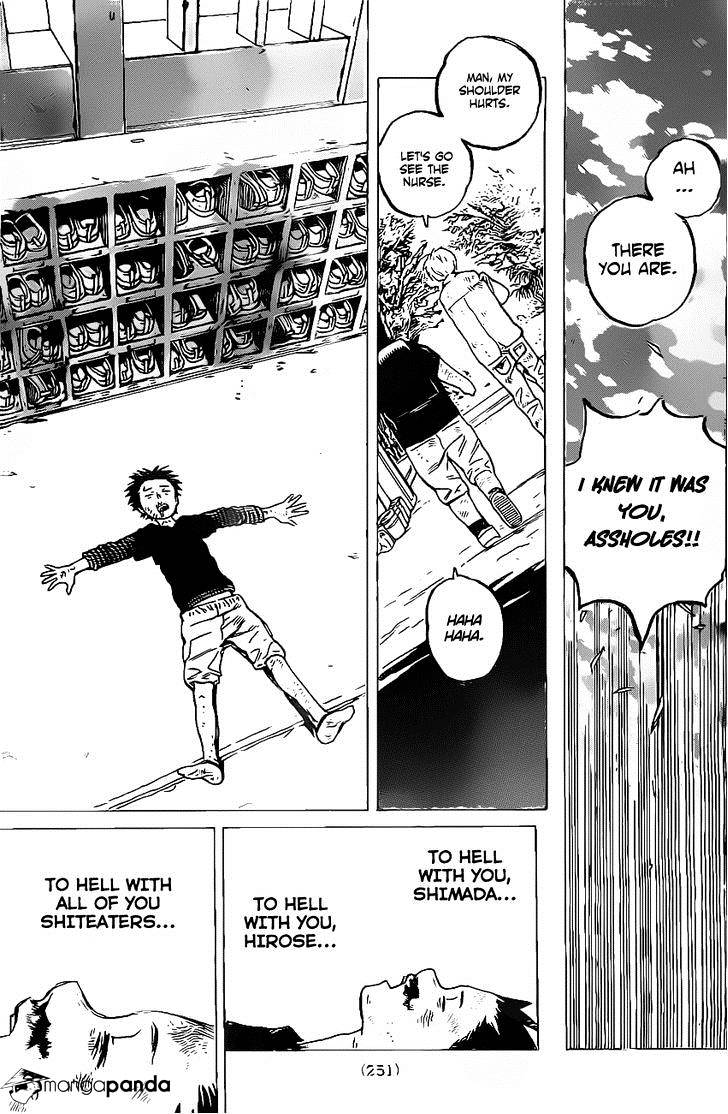 AH
...
THERE
YOU ARE.
I KNEW IT WAS
YOU,
ASSHOLES!!
MAN, MY
SHOULDER
HURTS.
LET'S GO
SEE THE
NURSE.
HAHA
HAHA.
TO HELL
WITH YOU,
SHIMADA...
TO HELL
WITH YOU,
HIROSE...
TO HELL WITH
ALL OF YOU
SHITEATERS...
(251)
mangapanda